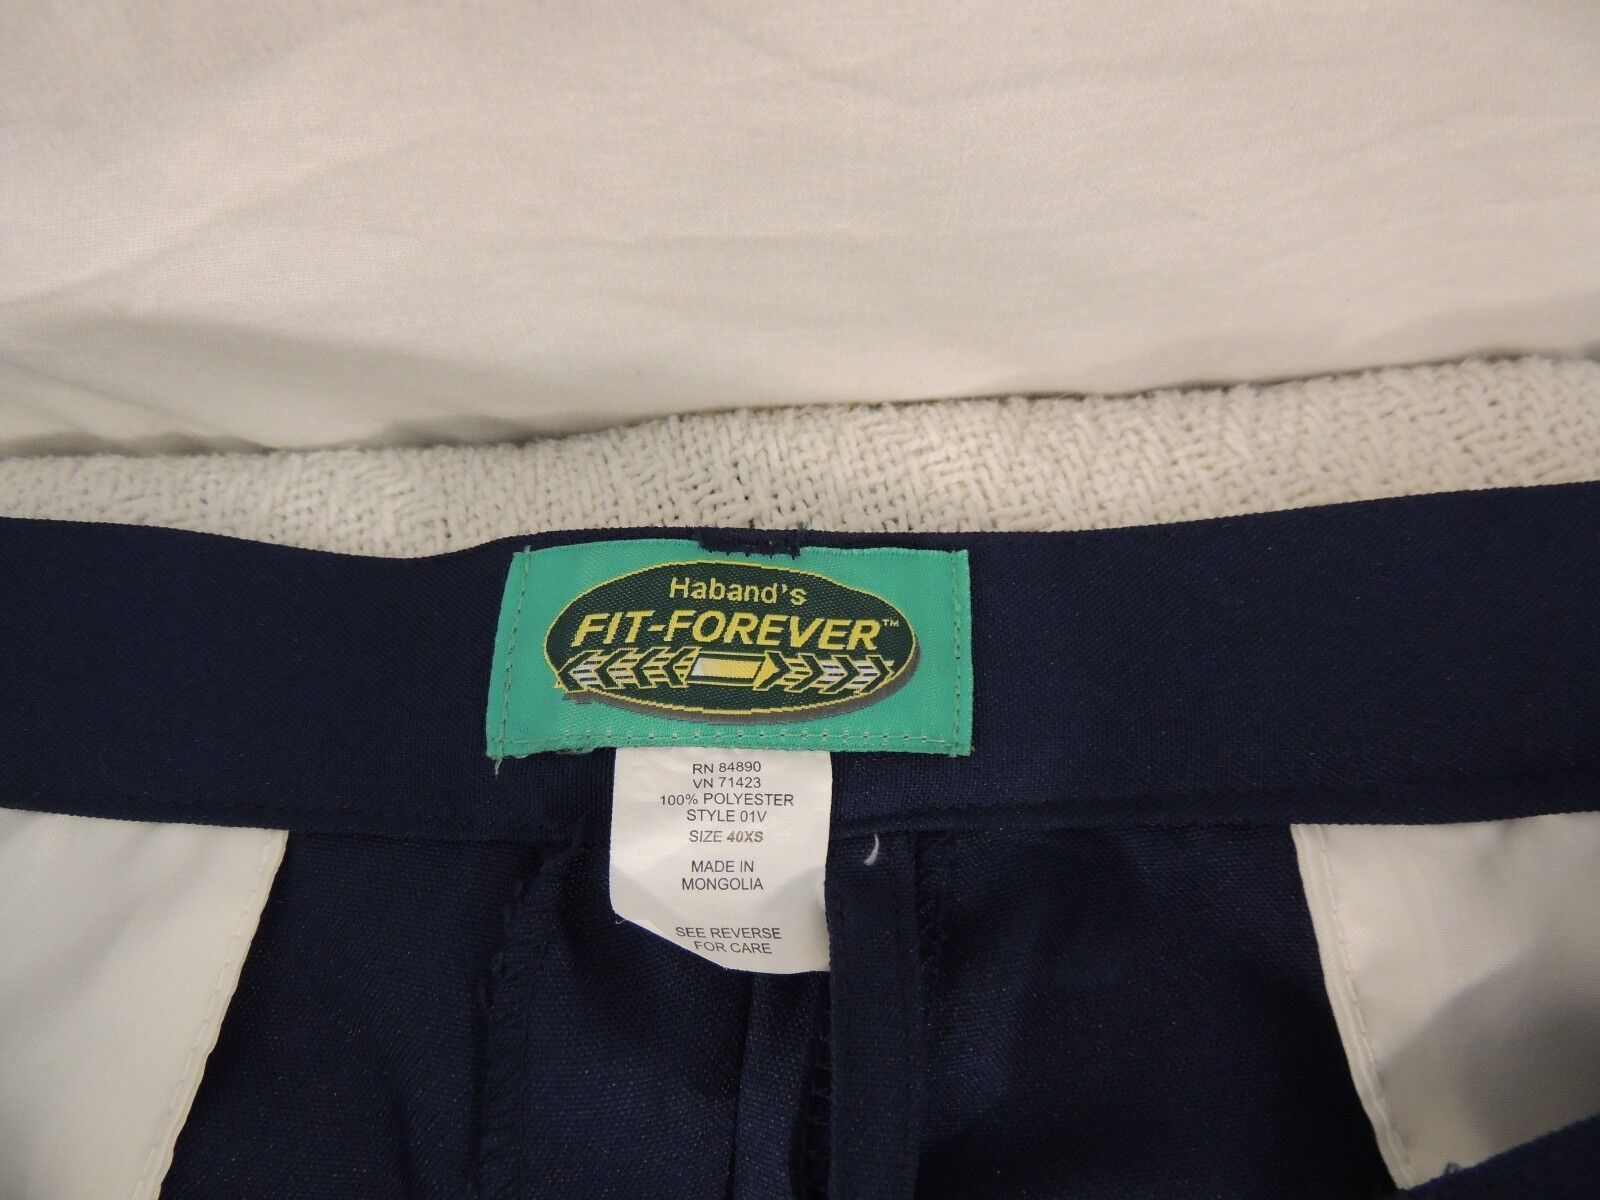 Haband's
FIT-FOREVER™
RN 84890
VN 71423
100% POLYESTER
STYLE 01V
SIZE 40XS
MADE IN
MONGOLIA
SEE REVERSE
FOR CARE